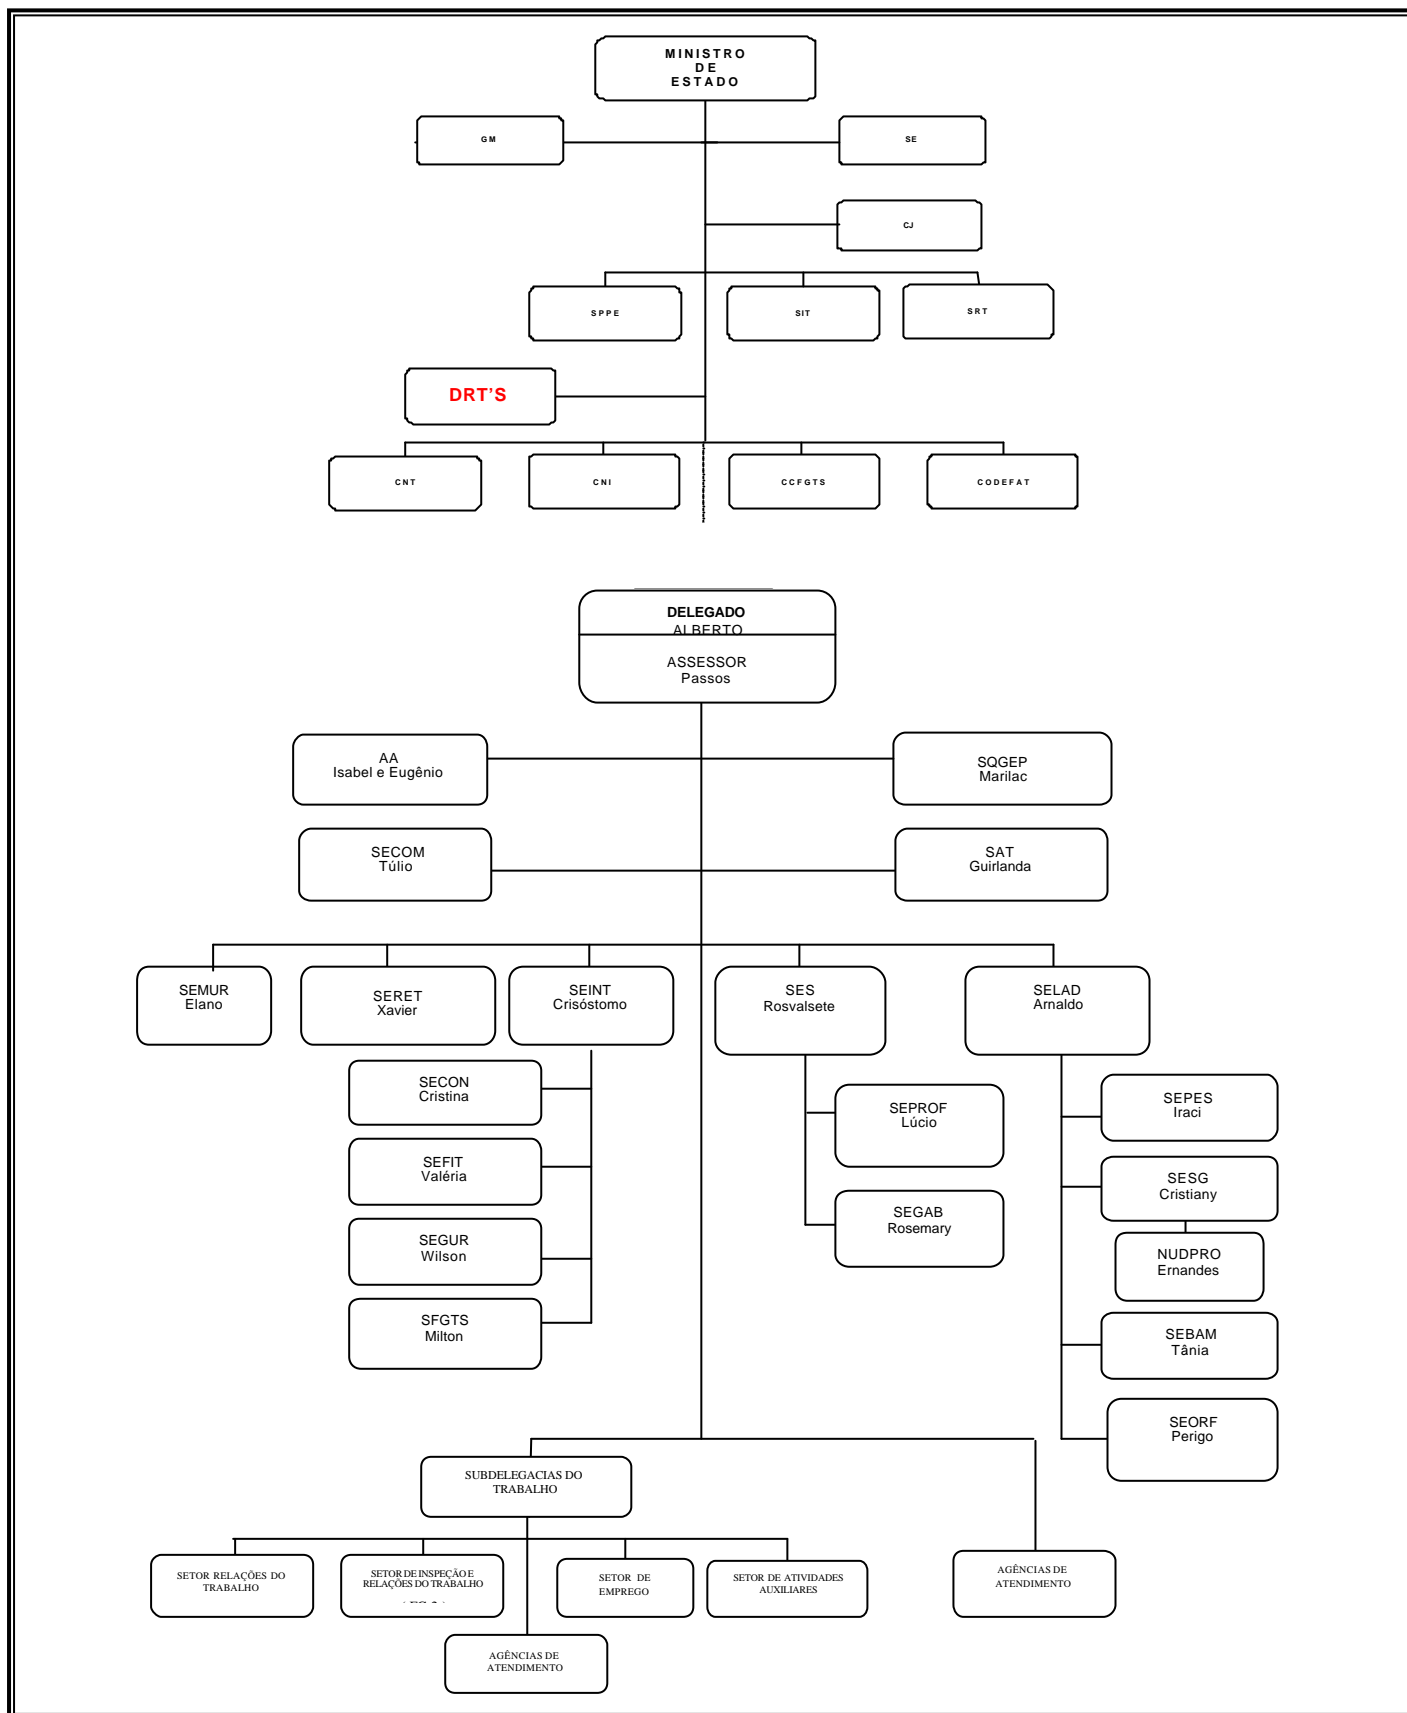 MINISTRO
DE
ESTADO
GM
SE
CJ
SPPE
SIT
SRT
DRT'S
CNT
CNI
CCFGTS
CODEFAT
DELEGADO
ALBERTO
ASSESSOR
Passos
AA
Isabel e Eugênio
SQGEP
Marilac
SECOM
Túlio
SAT
Guirlanda
SEMUR
Elano
SERET
Xavier
SEINT
Crisóstomo
SES
Rosvalsete
SELAD
Arnaldo
SECON
Cristina
SEFIT
Valéria
SEGUR
Wilson
SFGTS
Milton
SEPROF
Lúcio
SEGAB
Rosemary
SEPES
Iraci
SESG
Cristiany
NUDPRO
Ernandes
SEBAM
Tânia
SEORF
Perigo
SUBDELEGACIAS DO
TRABALHO
SETOR RELAÇÕES DO
TRABALHO
SETOR DE INSPEÇÃO E
RELAÇÕES DO TRABALHO
SETOR DE
EMPREGO
SETOR DE ATIVIDADES
AUXILIARES
AGÊNCIAS DE
ATENDIMENTO
AGÊNCIAS DE
ATENDIMENTO